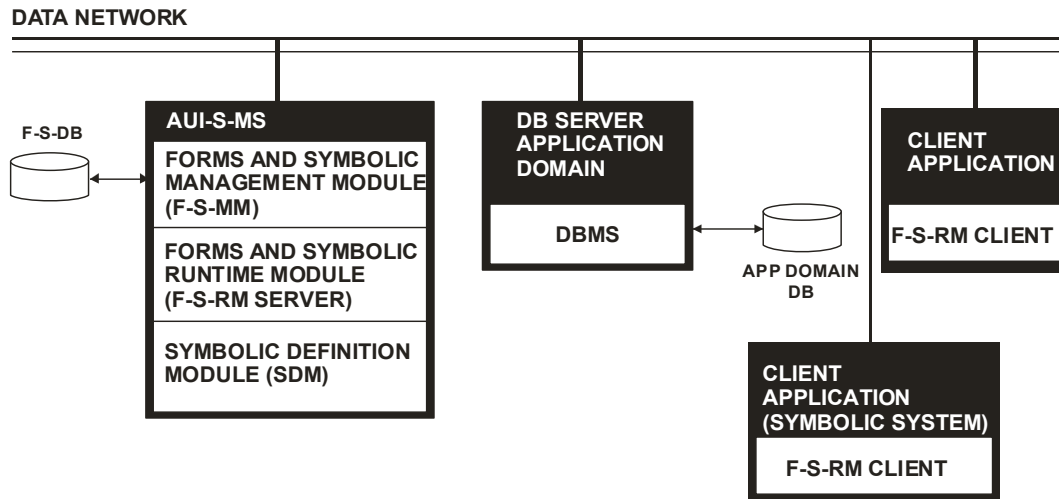 DATA NETWORK
F-S-DB
AUI-S-MS
FORMS AND SYMBOLIC
MANAGEMENT MODULE
(F-S-MM)
FORMS AND SYMBOLIC
RUNTIME MODULE
(F-S-RM SERVER)
SYMBOLIC DEFINITION
MODULE (SDM)
DB SERVER
APPLICATION
DOMAIN
DBMS
APP DOMAIN
DB
CLIENT
APPLICATION
F-S-RM CLIENT
CLIENT
APPLICATION
(SYMBOLIC SYSTEM)
F-S-RM CLIENT